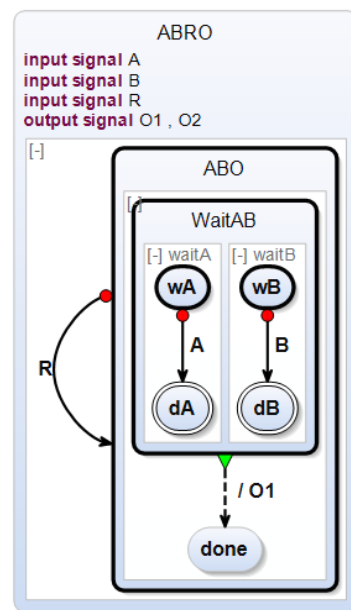 ABRO
input signal A
input signal B
input signal R
output signal O1 , O2
[-]
ABO
[-]
WaitAB
[-] waitA
[-] waitB
wA
wB
R
A
B
dA
dB
/ O1
done